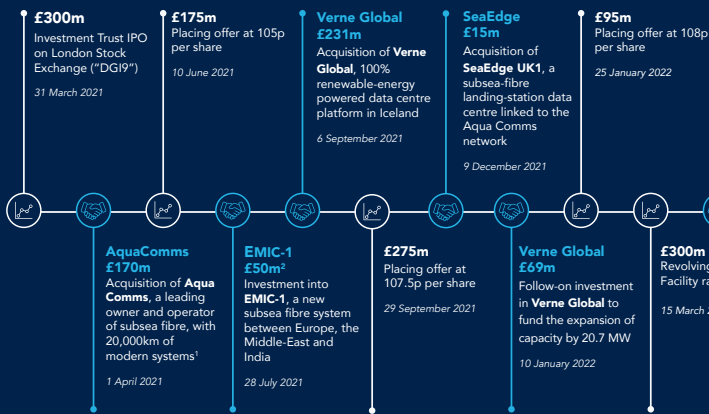 £300m
Investment Trust IPO
on London Stock
Exchange ("DGI9")
31 March 2021
£175m
Placing offer at 105p
per share
10 June 2021
Verne Global
£231m
Acquisition of Verne
Global, 100%
renewable-energy
powered data centre
platform in Iceland
6 September 2021
SeaEdge
£15m
Acquisition of
SeaEdge UK1, a
subsea-fibre
landing-station data
centre linked to the
Aqua Comms
network
9 December 2021
£95m
Placing offer at 108p
per share
25 January 2022
AquaComms
£170m
Acquisition of Aqua
Comms, a leading
owner and operator
of subsea fibre, with
20,000km of
modern systems¹
1 April 2021
EMIC-1
£50m²
Investment into
EMIC-1, a new
subsea fibre system
between Europe, the
Middle-East and
India
28 July 2021
£275m
Placing offer at
107.5p per share
29 September 2021
Verne Global
£69m
Follow-on investment
in Verne Global to
fund the expansion of
capacity by 20.7 MW
10 January 2022
£300m
Revolving
Facility ra
15 March 2